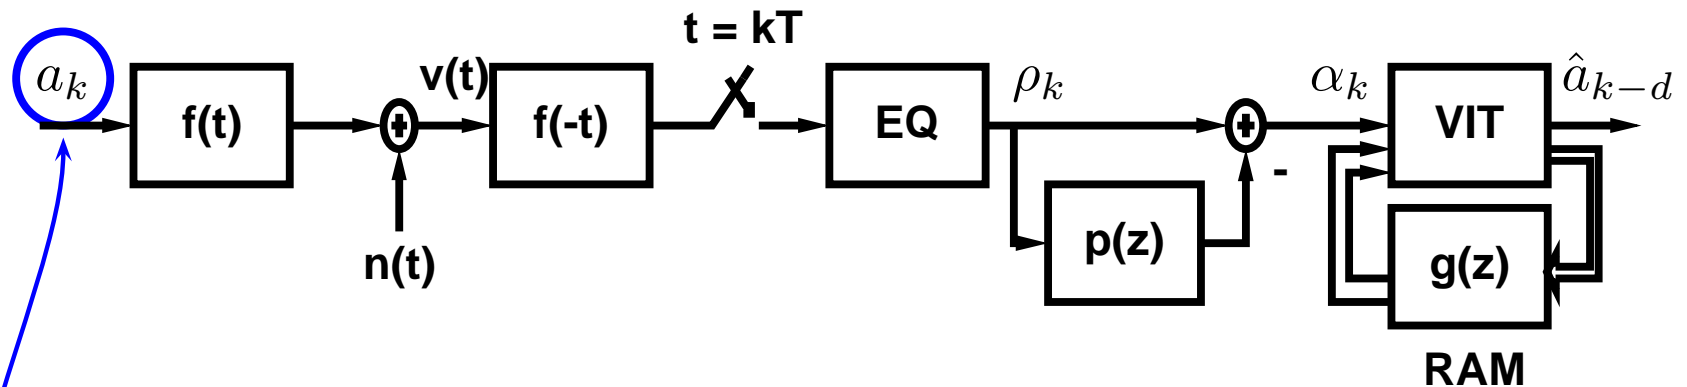 t = kT
a_k
f(t)
+
v(t)
f(-t)
EQ
ρ_k
+
α_k
VIT
â_{k-d}
-
n(t)
p(z)
g(z)
RAM